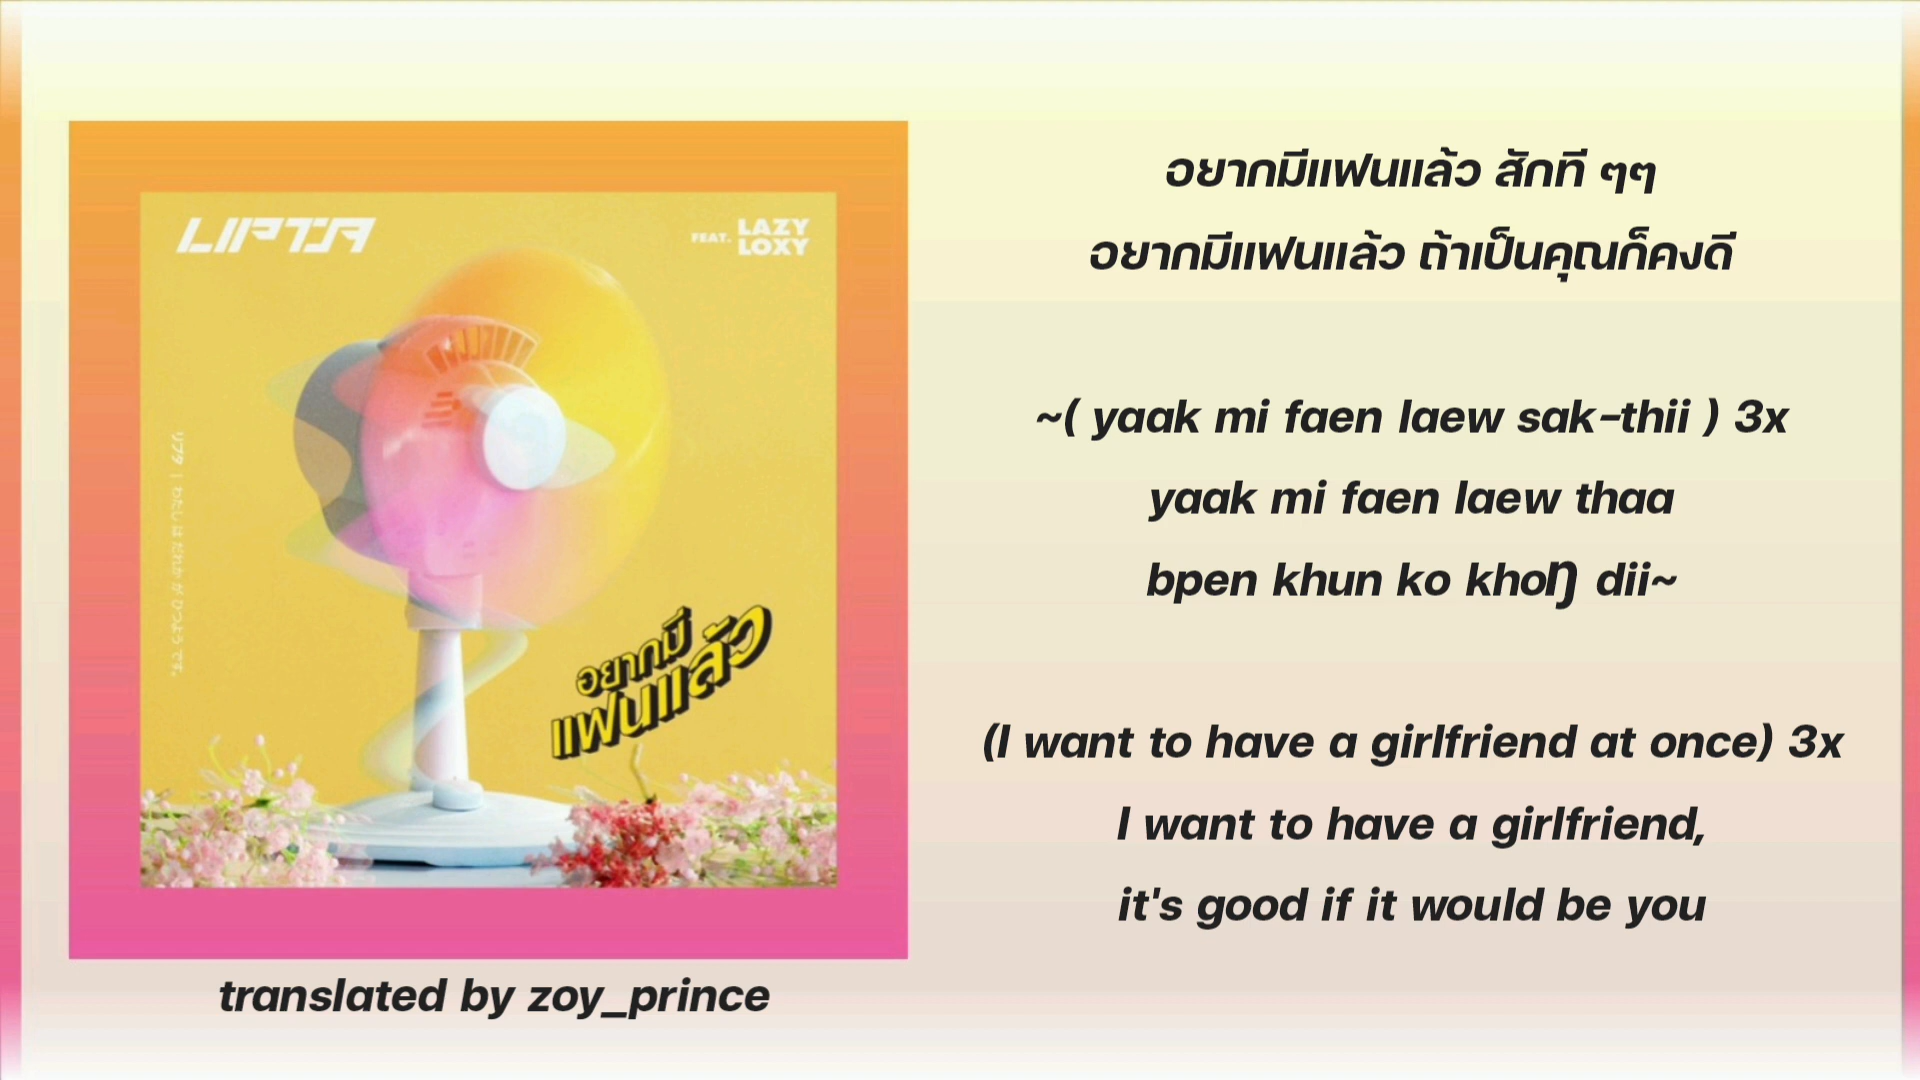 LIPTA
FEAT. LAZY
LOXY
อยากมี
แฟนแล้ว
translated by zoy_prince
อยากมีแฟนแล้ว สักที ๆๆ
อยากมีแฟนแล้ว ถ้าเป็นคุณก็คงดี
~( yaak mi faen laew sak-thii ) 3x
yaak mi faen laew thaa
bpen khun ko khoŋ dii~
(I want to have a girlfriend at once) 3x
I want to have a girlfriend,
it's good if it would be you